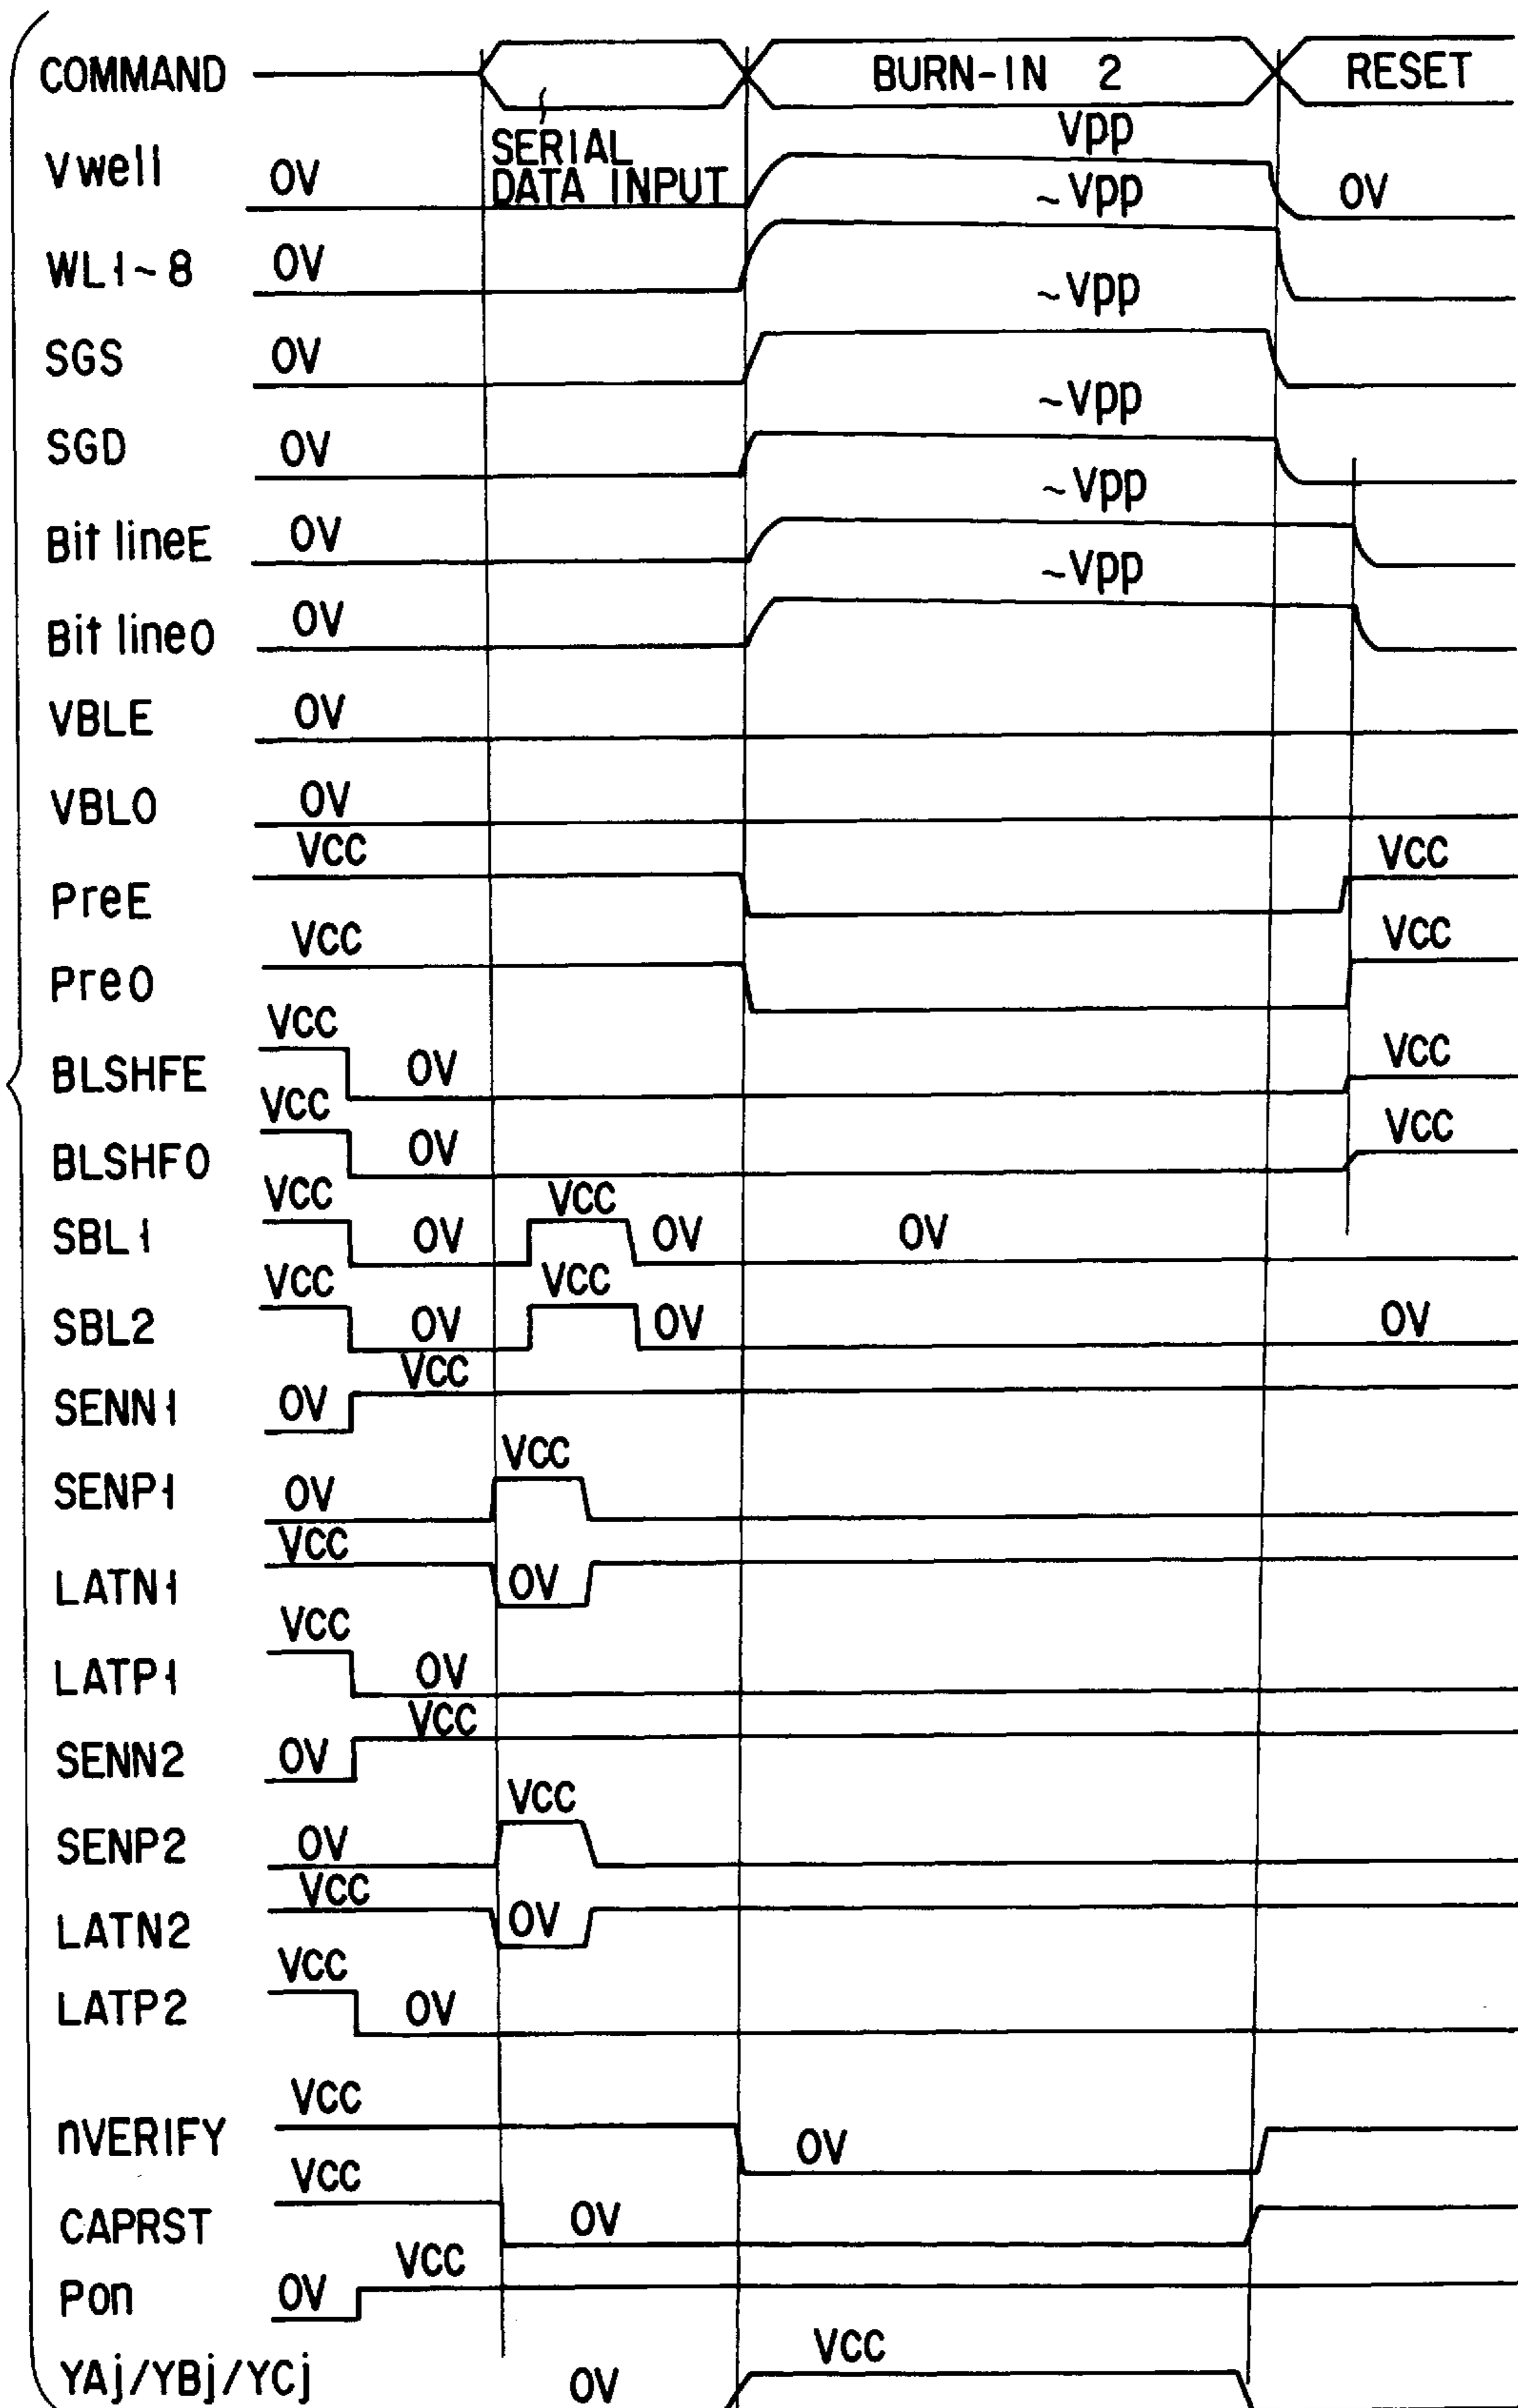 COMMAND BURN-IN 2 RESET
SERIAL
DATA INPUT
Vwell 0V Vpp 0V
WL1~8 0V ~Vpp
SGS 0V ~Vpp
SGD 0V ~Vpp
Bit lineE 0V ~Vpp
Bit lineO 0V ~Vpp
VBLE 0V
VBLO 0V
PreE VCC VCC
PreO VCC VCC
BLSHFE VCC 0V VCC
BLSHFO VCC 0V VCC
SBL1 VCC 0V VCC 0V 0V
SBL2 VCC 0V VCC 0V 0V
SENN1 0V VCC
SENP1 0V VCC
LATN1 VCC 0V
LATP1 VCC 0V
SENN2 0V VCC
SENP2 0V VCC
LATN2 VCC 0V
LATP2 VCC 0V
nVERIFY VCC 0V
CAPRST VCC 0V
Pon 0V VCC
YAj/YBj/YCj 0V VCC